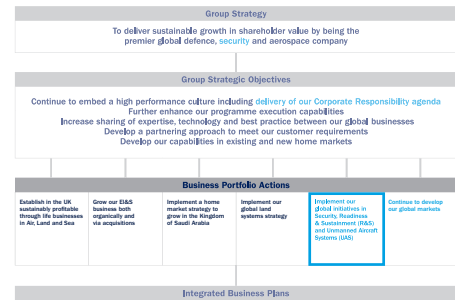 Group Strategy
To deliver sustainable growth in shareholder value by being the
premier global defence, security and aerospace company
Group Strategic Objectives
Continue to embed a high performance culture including delivery of our Corporate Responsibility agenda
Further enhance our programme execution capabilities
Increase sharing of expertise, technology and best practice between our global businesses
Develop a partnering approach to meet our customer requirements
Develop our capabilities in existing and new home markets
Business Portfolio Actions
Establish in the UK
sustainably profitable
through life businesses
in Air, Land and Sea
Grow our EI&S
business both
organically and
via acquisitions
Implement a home
market strategy to
grow in the Kingdom
of Saudi Arabia
Implement our
global land
systems strategy
Implement our
global initiatives in
Security, Readiness
& Sustainment (R&S)
and Unmanned Aircraft
Systems (UAS)
Continue to develop
our global markets
Integrated Business Plans